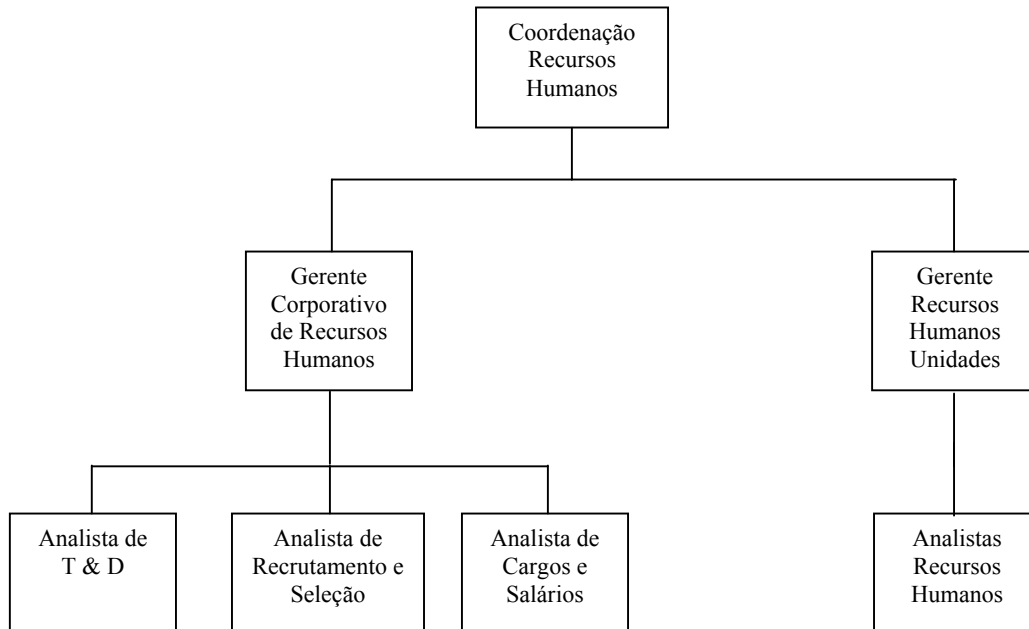 Coordenação
Recursos
Humanos
Gerente
Corporativo
de Recursos
Humanos
Gerente
Recursos
Humanos
Unidades
Analista de
T & D
Analista de
Recrutamento e
Seleção
Analista de
Cargos e
Salários
Analistas
Recursos
Humanos